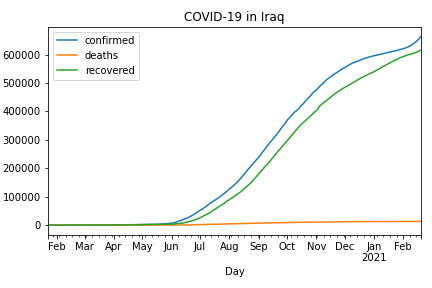 COVID-19 in Iraq
confirmed
deaths
recovered
600000
500000
400000
300000
200000
100000
0
Feb Mar Apr May Jun Jul Aug Sep Oct Nov Dec Jan Feb
2021
Day